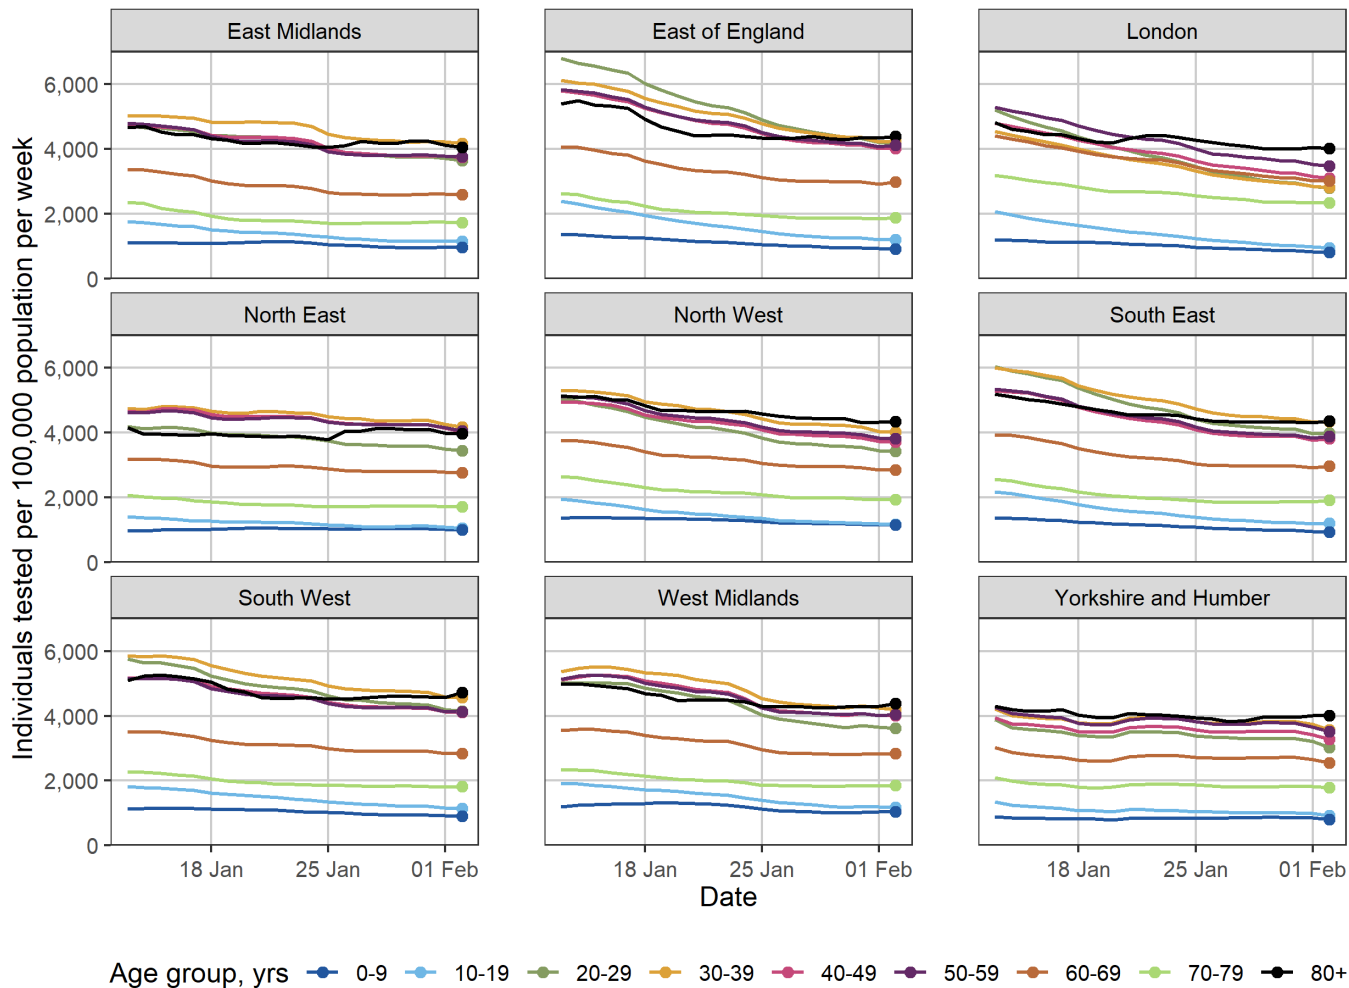 Individuals tested per 100,000 population per week
East Midlands
East of England
London
6,000
4,000
2,000
0
North East
North West
South East
6,000
4,000
2,000
0
South West
West Midlands
Yorkshire and Humber
6,000
4,000
2,000
0
18 Jan 25 Jan 01 Feb
18 Jan 25 Jan 01 Feb
18 Jan 25 Jan 01 Feb
Date
Age group, yrs 0-9 10-19 20-29 30-39 40-49 50-59 60-69 70-79 80+